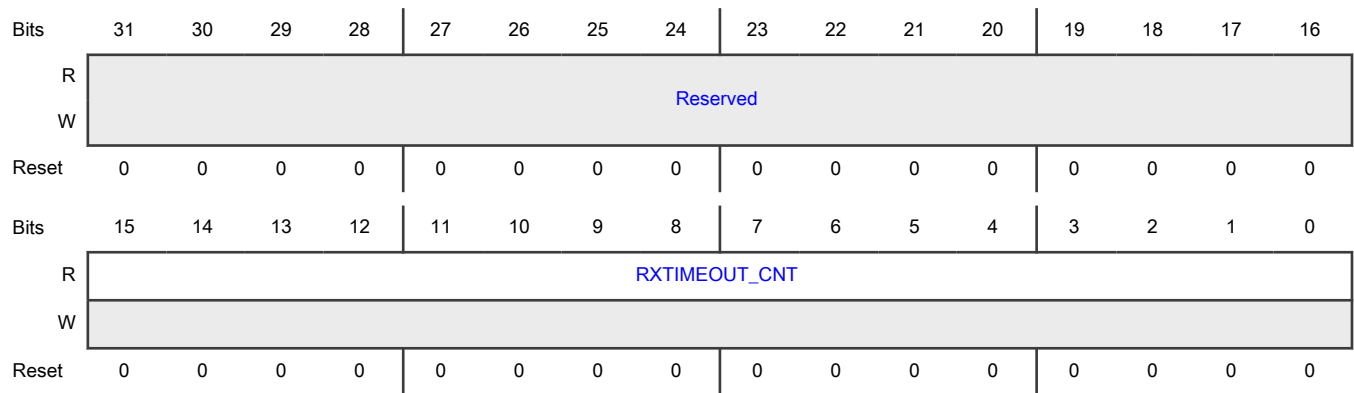 Bits 31 30 29 28 27 26 25 24 23 22 21 20 19 18 17 16
R
Reserved
W
Reset 0 0 0 0 0 0 0 0 0 0 0 0 0 0 0 0
Bits 15 14 13 12 11 10 9 8 7 6 5 4 3 2 1 0
R RXTIMEOUT_CNT
W
Reset 0 0 0 0 0 0 0 0 0 0 0 0 0 0 0 0